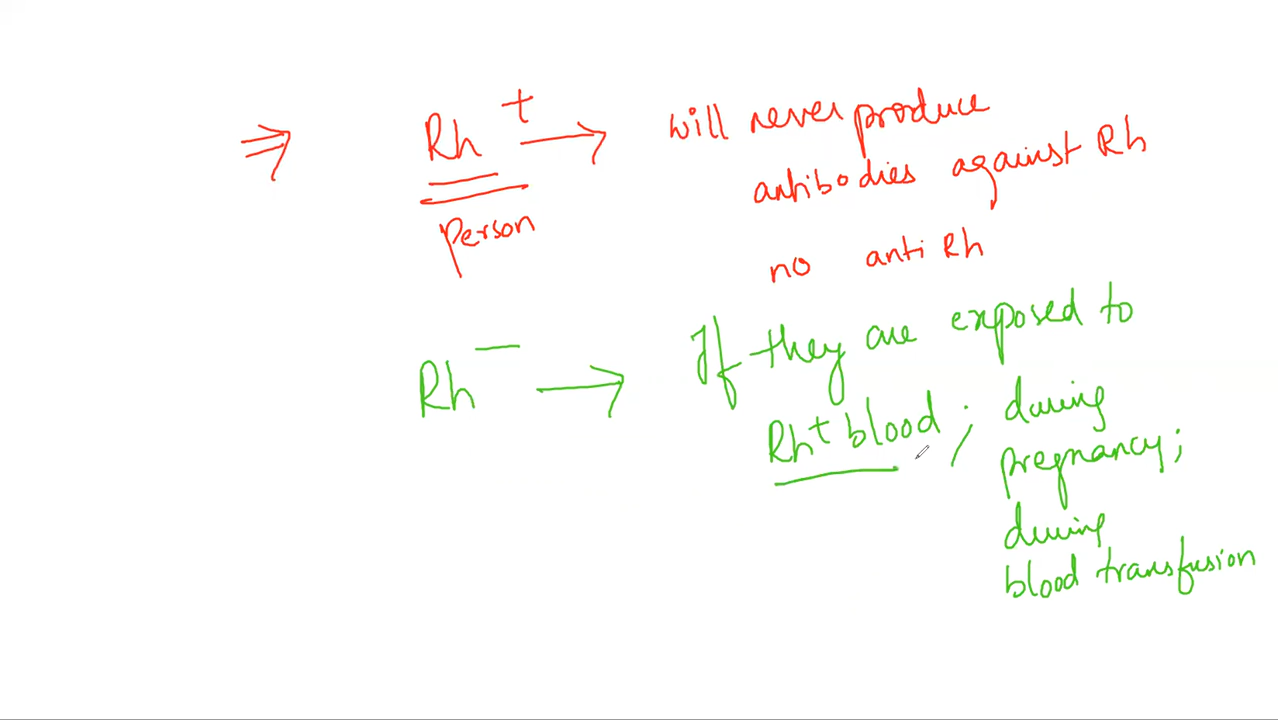 ⇒ Rh + → will never produce
person antibodies against Rh
no anti Rh
Rh − → If they are exposed to
Rh+ blood ; during
pregnancy;
during
blood transfusion